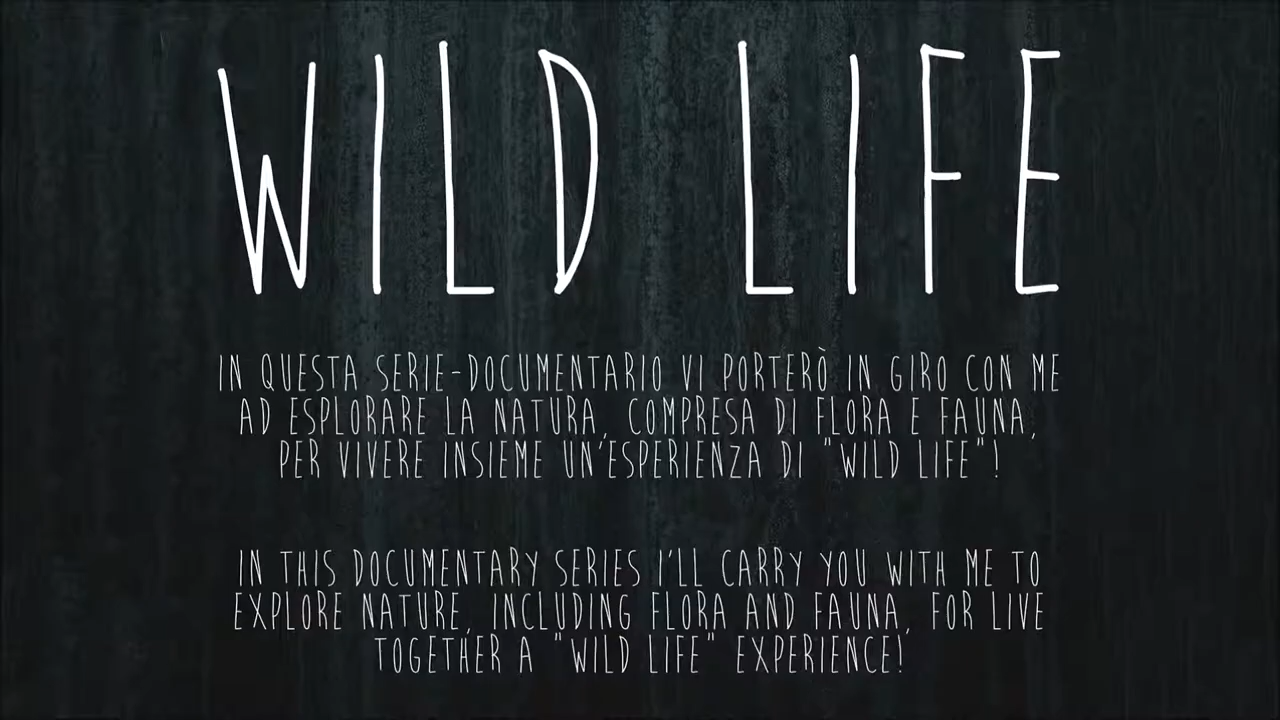 WILD LIFE
IN QUESTA SERIE-DOCUMENTARIO VI PORTERÒ IN GIRO CON ME
AD ESPLORARE LA NATURA, COMPRESA DI FLORA E FAUNA,
PER VIVERE INSIEME UN'ESPERIENZA DI "WILD LIFE"!
IN THIS DOCUMENTARY SERIES I'LL CARRY YOU WITH ME TO
EXPLORE NATURE, INCLUDING FLORA AND FAUNA, FOR LIVE
TOGETHER A "WILD LIFE" EXPERIENCE!